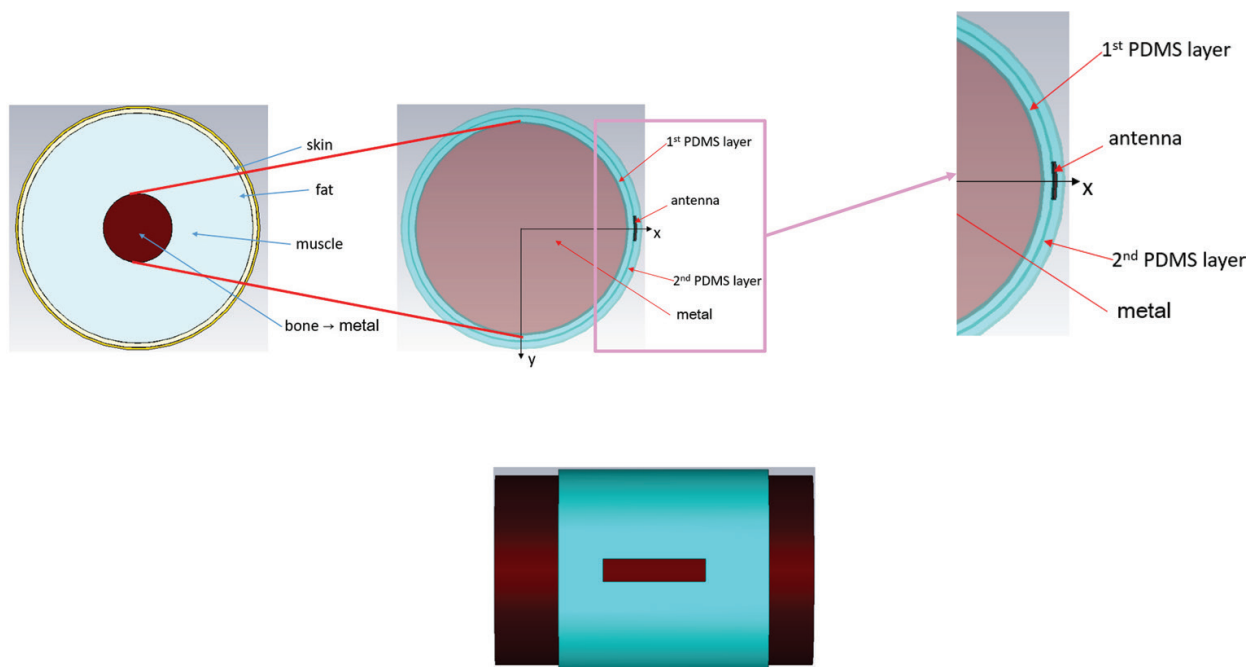 skin
fat
muscle
bone → metal
1st PDMS layer
antenna
x
2nd PDMS layer
metal
y
1st PDMS layer
antenna
X
2nd PDMS layer
metal